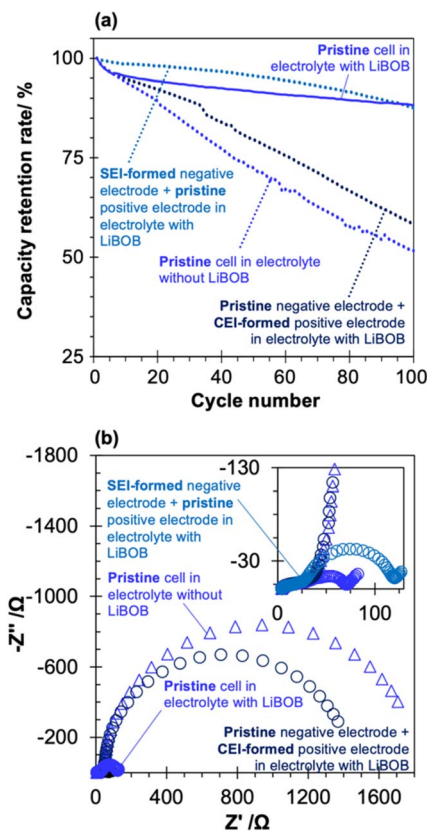 (a)
100
75
50
25
Capacity retention rate/ %
Pristine cell in
electrolyte with LiBOB
SEI-formed negative
electrode + pristine
positive electrode in
electrolyte with
LiBOB
Pristine cell in electrolyte
without LiBOB
Pristine negative electrode +
CEI-formed positive electrode
in electrolyte with LiBOB
0 20 40 60 80 100
Cycle number
(b)
-1800
-1400
-1000
-600
-200
-Z''/Ω
SEI-formed negative
electrode + pristine
positive electrode in
electrolyte with
LiBOB
-130
-30
0 100
Pristine cell in
electrolyte without
LiBOB
Pristine cell in
electrolyte with LiBOB
Pristine negative electrode +
CEI-formed positive electrode
in electrolyte with LiBOB
0 400 800 1200 1600
Z' /Ω